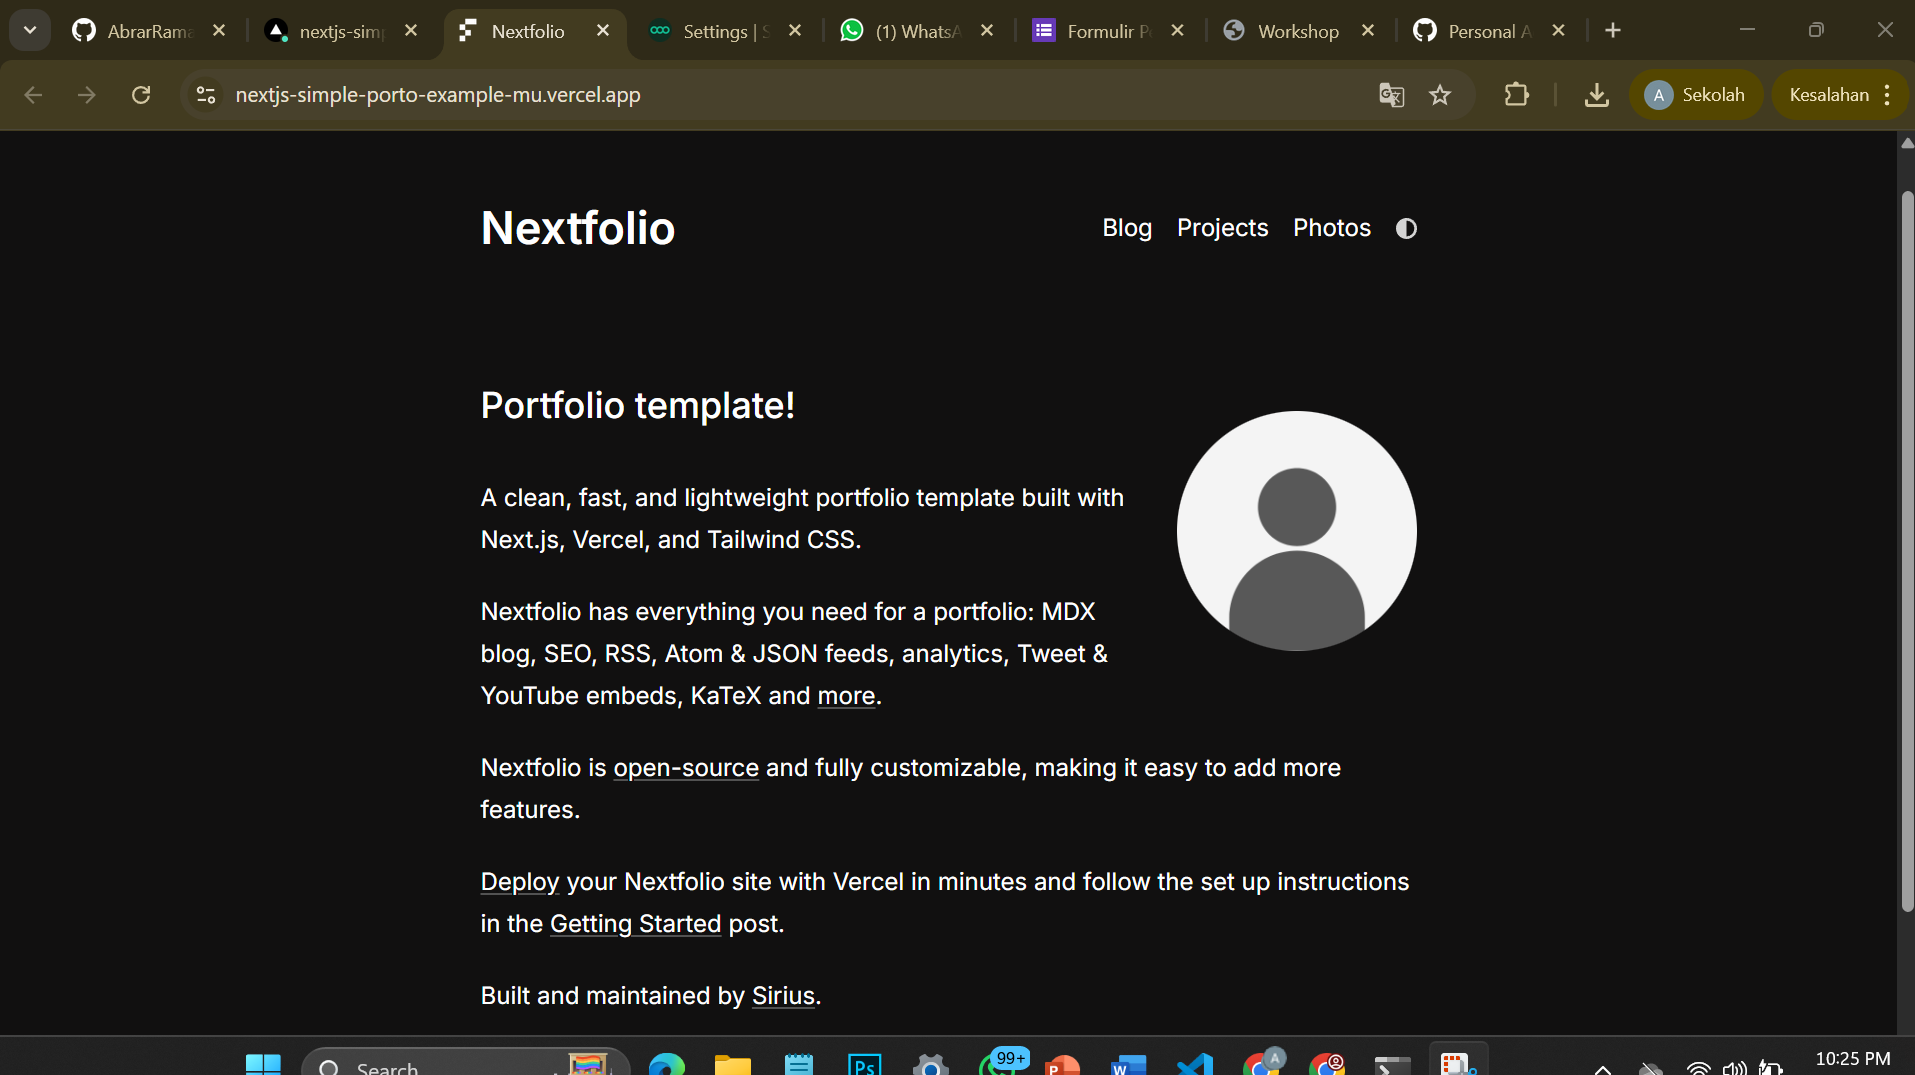 AbrarRama
nextjs-sim
Nextfolio
Settings | S
(1) WhatsA
Formulir P
Workshop
Personal A
nextjs-simple-porto-example-mu.vercel.app
A
Sekolah
Kesalahan
Nextfolio
Blog
Projects
Photos
Portfolio template!
A clean, fast, and lightweight portfolio template built with
Next.js, Vercel, and Tailwind CSS.
Nextfolio has everything you need for a portfolio: MDX
blog, SEO, RSS, Atom & JSON feeds, analytics, Tweet &
YouTube embeds, KaTeX and more.
Nextfolio is open-source and fully customizable, making it easy to add more
features.
Deploy your Nextfolio site with Vercel in minutes and follow the set up instructions
in the Getting Started post.
Built and maintained by Sirius.
Search
Ps
99+
P
W
A
10:25 PM